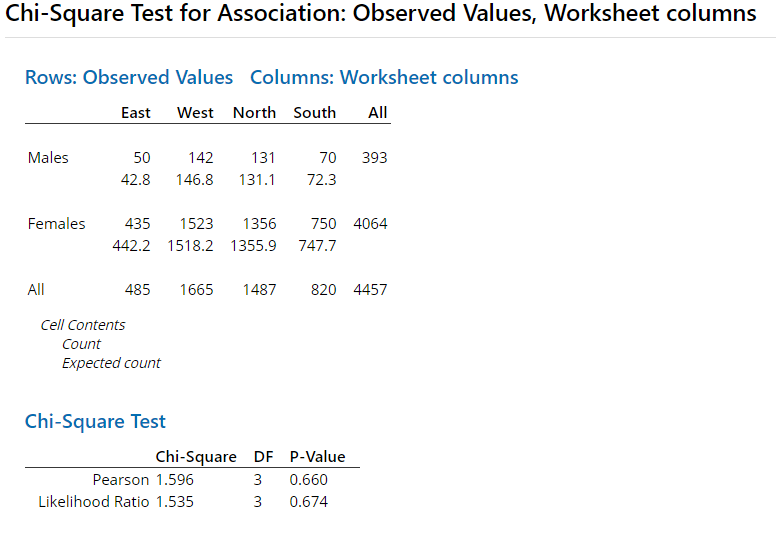 Chi-Square Test for Association: Observed Values, Worksheet columns
Rows: Observed Values   Columns: Worksheet columns
East West North South All
Males 50 142 131 70 393
42.8 146.8 131.1 72.3
Females 435 1523 1356 750 4064
442.2 1518.2 1355.9 747.7
All 485 1665 1487 820 4457
Cell Contents
Count
Expected count
Chi-Square Test
Chi-Square DF P-Value
Pearson 1.596 3 0.660
Likelihood Ratio 1.535 3 0.674